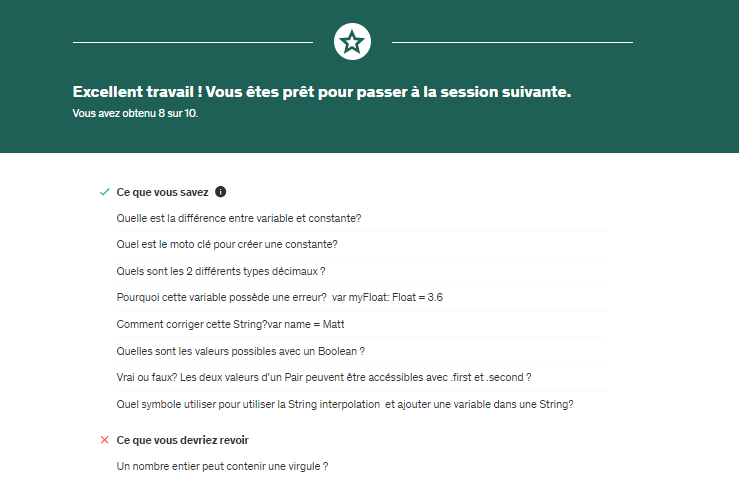 Excellent travail ! Vous êtes prêt pour passer à la session suivante.
Vous avez obtenu 8 sur 10.
Ce que vous savez
Quelle est la différence entre variable et constante?
Quel est le moto clé pour créer une constante?
Quels sont les 2 différents types décimaux ?
Pourquoi cette variable possède une erreur?  var myFloat: Float = 3.6
Comment corriger cette String?var name = Matt
Quelles sont les valeurs possibles avec un Boolean ?
Vrai ou faux? Les deux valeurs d'un Pair peuvent être accéssibles avec .first et .second ?
Quel symbole utiliser pour utiliser la String interpolation  et ajouter une variable dans une String?
Ce que vous devriez revoir
Un nombre entier peut contenir une virgule ?